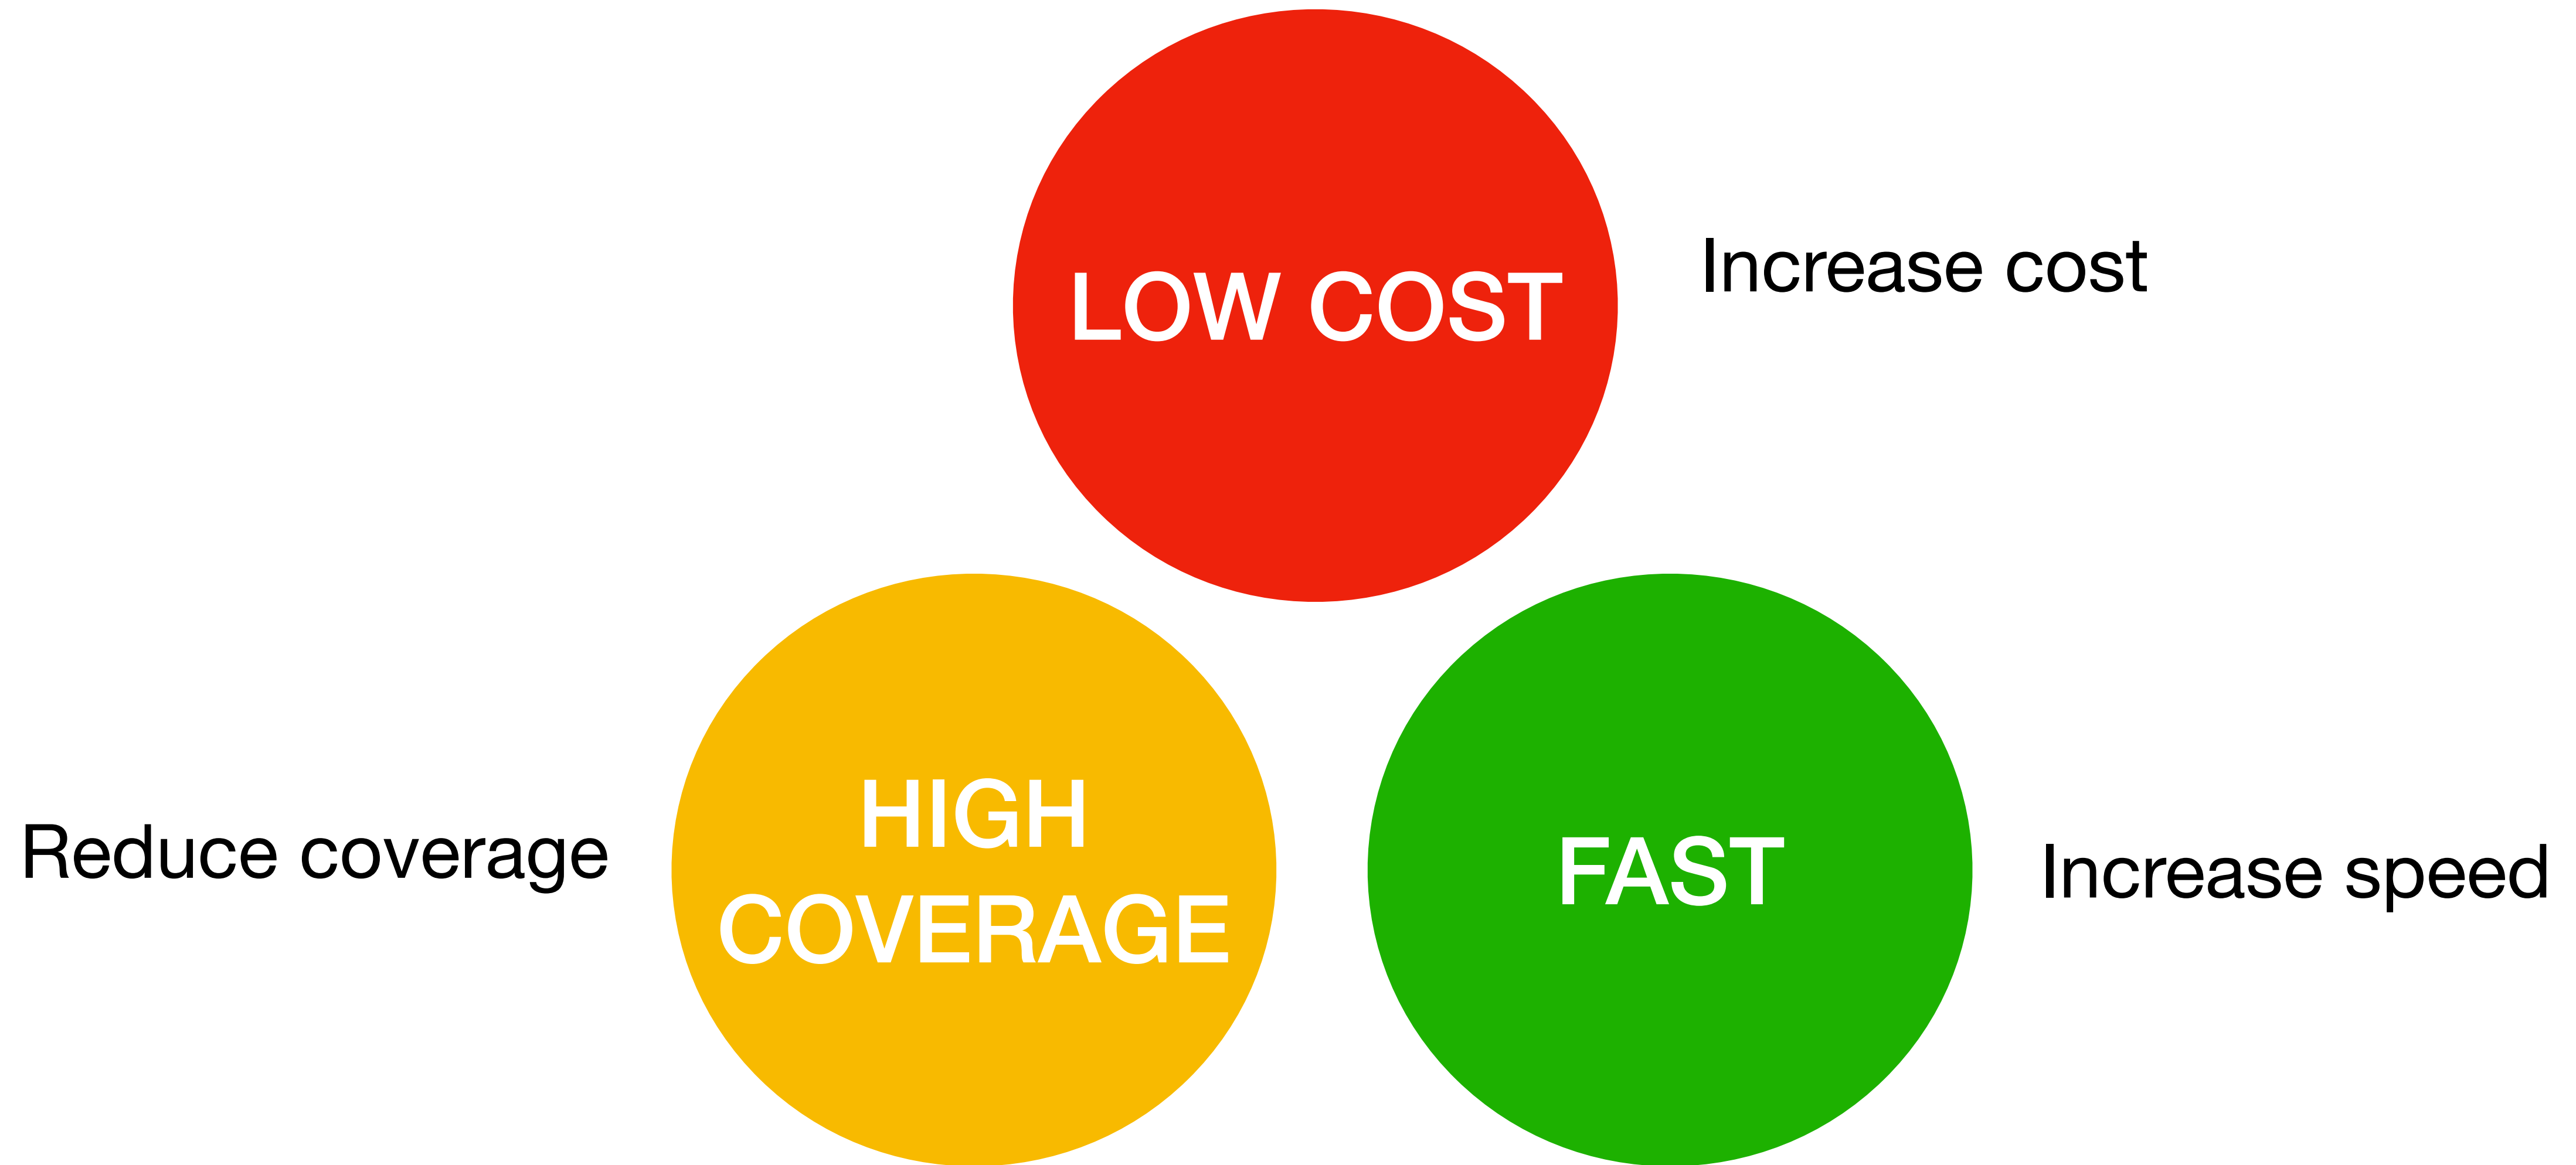 LOW COST
Increase cost
HIGH
COVERAGE
Reduce coverage
FAST
Increase speed